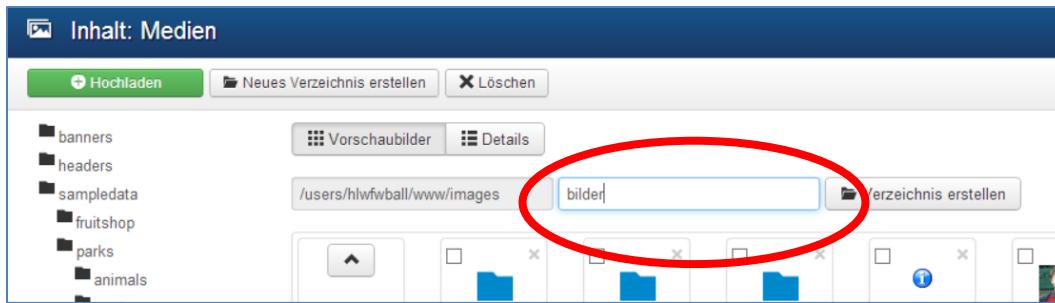 Inhalt: Medien
Hochladen
Neues Verzeichnis erstellen
Löschen
banners
headers
sampledata
fruitshop
parks
animals
Vorschaubilder
Details
/users/hlwfwball/www/images
bilder
Verzeichnis erstellen